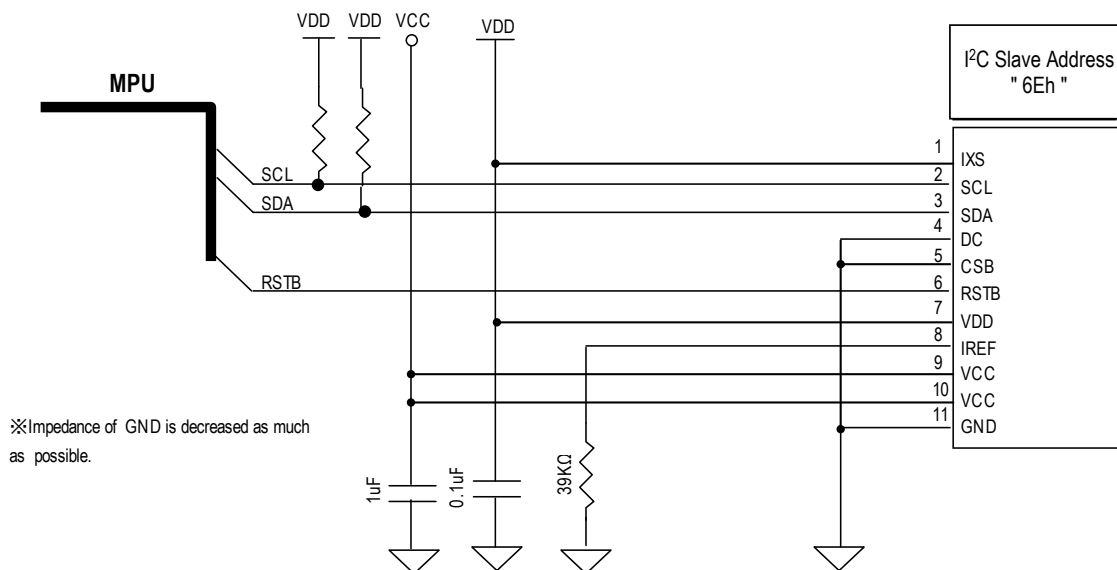 VDD VDD VCC VDD
I²C Slave Address
" 6Eh "
MPU
SCL
SDA
RSTB
1 IXS
2 SCL
3 SDA
4 DC
5 CSB
6 RSTB
7 VDD
8 IREF
9 VCC
10 VCC
11 GND
※Impedance of GND is decreased as much
as possible.
1uF
0.1uF
39KΩ